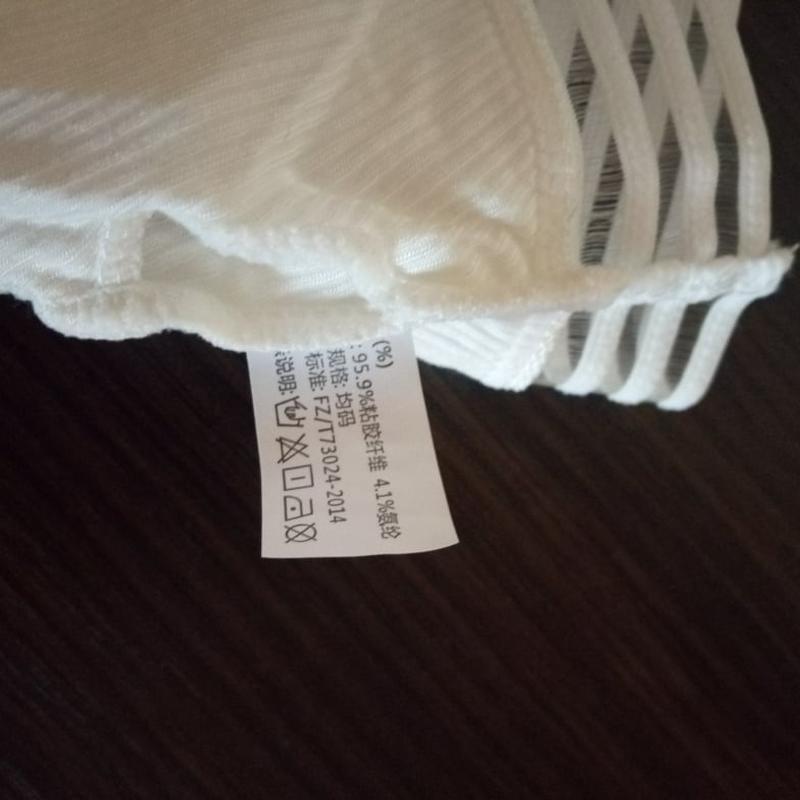 (%)
: 95.9%粘胶纤维 4.1%氨纶
规格: 均码
标准: FZ/T73024-2014
说明: